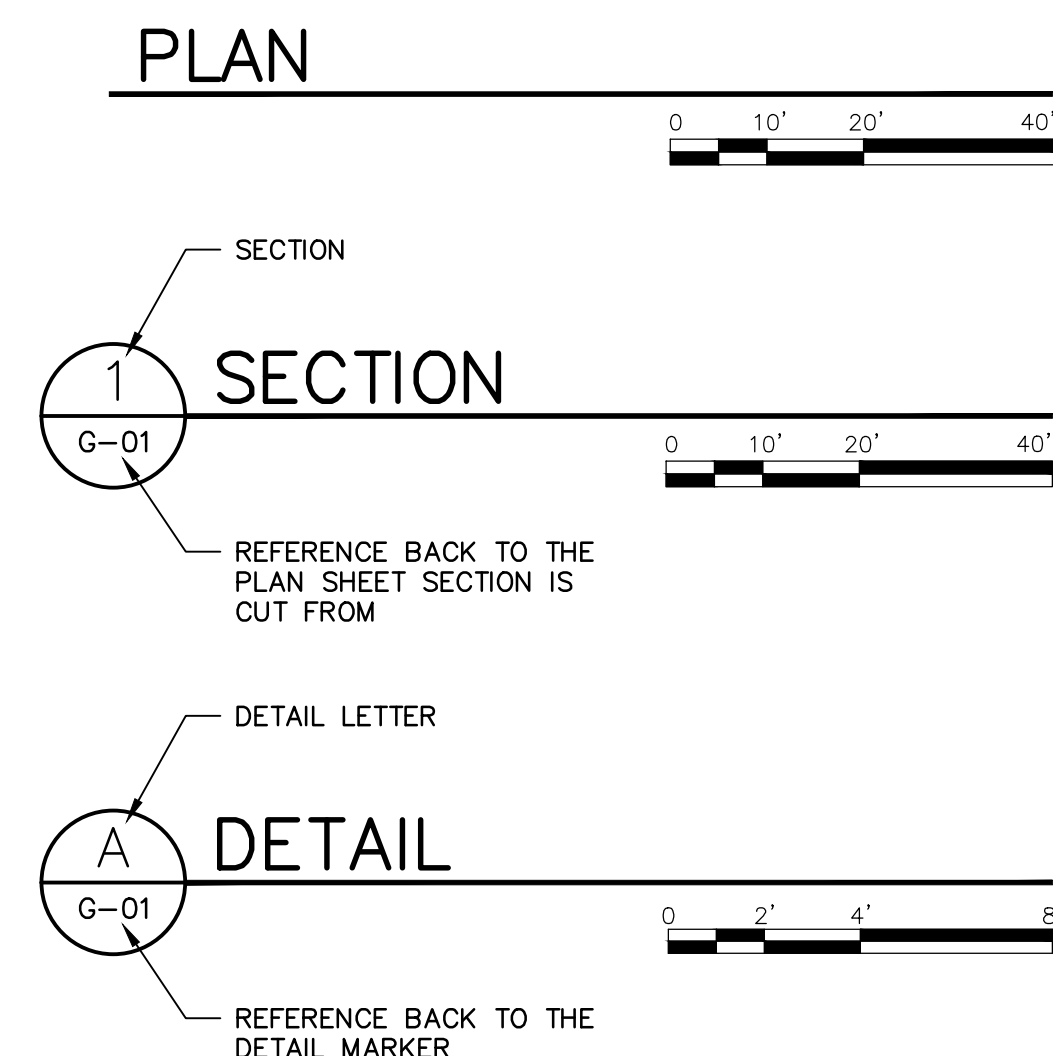 PLAN
0 10' 20' 40'
SECTION
1 SECTION
G-01
0 10' 20' 40'
REFERENCE BACK TO THE
PLAN SHEET SECTION IS
CUT FROM
DETAIL LETTER
A DETAIL
G-01
0 2' 4' 8
REFERENCE BACK TO THE
DETAIL MARKER